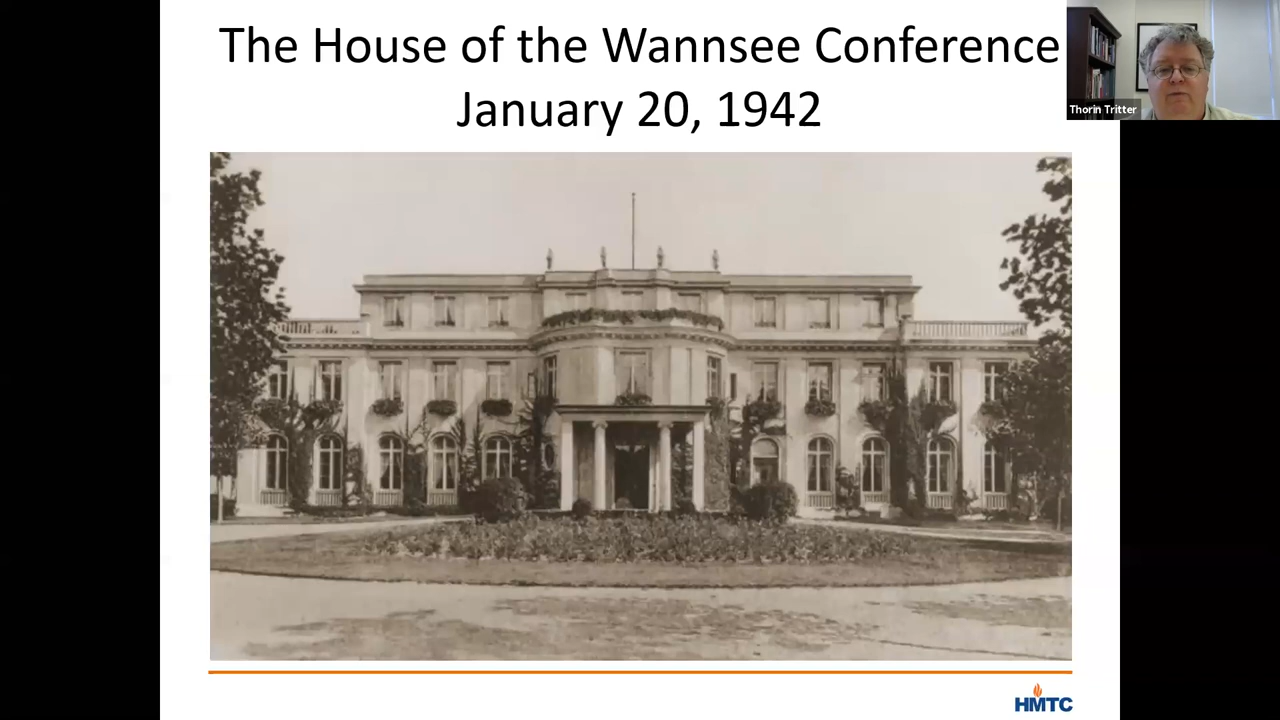 The House of the Wannsee Conference
January 20, 1942
Thorin Tritter
HMTC